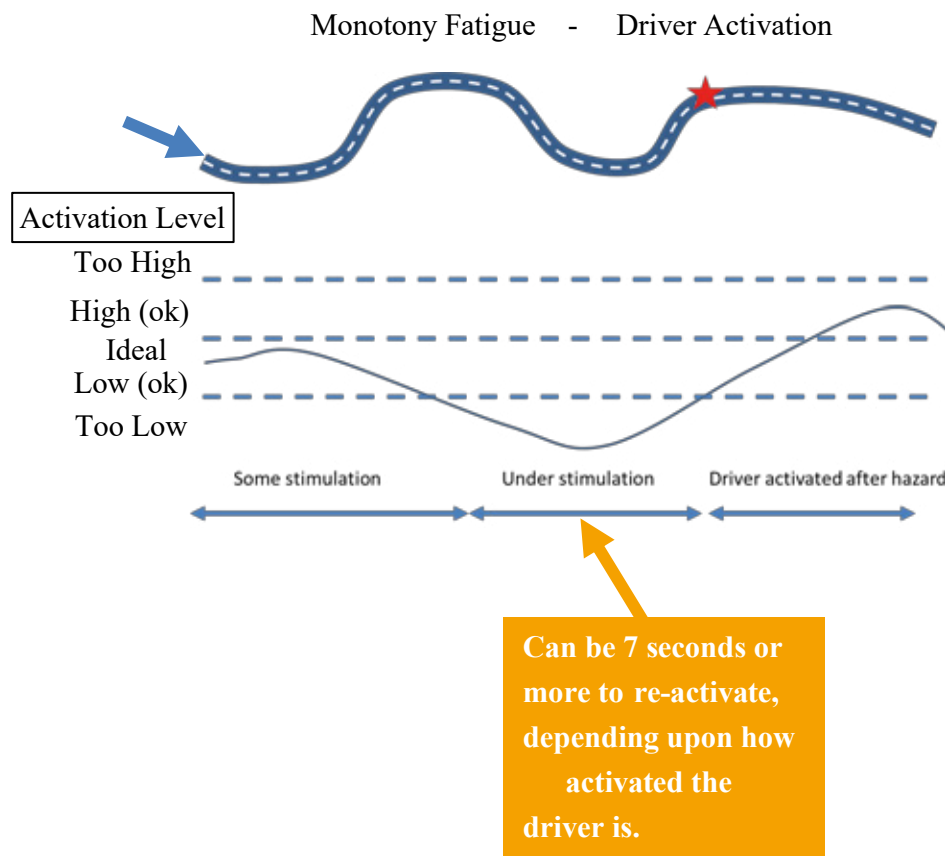 Monotony Fatigue - Driver Activation
Activation Level
Too High
High (ok)
Ideal
Low (ok)
Too Low
Some stimulation
Under stimulation
Driver activated after hazard
Can be 7 seconds or
more to re-activate,
depending upon how
activated the
driver is.